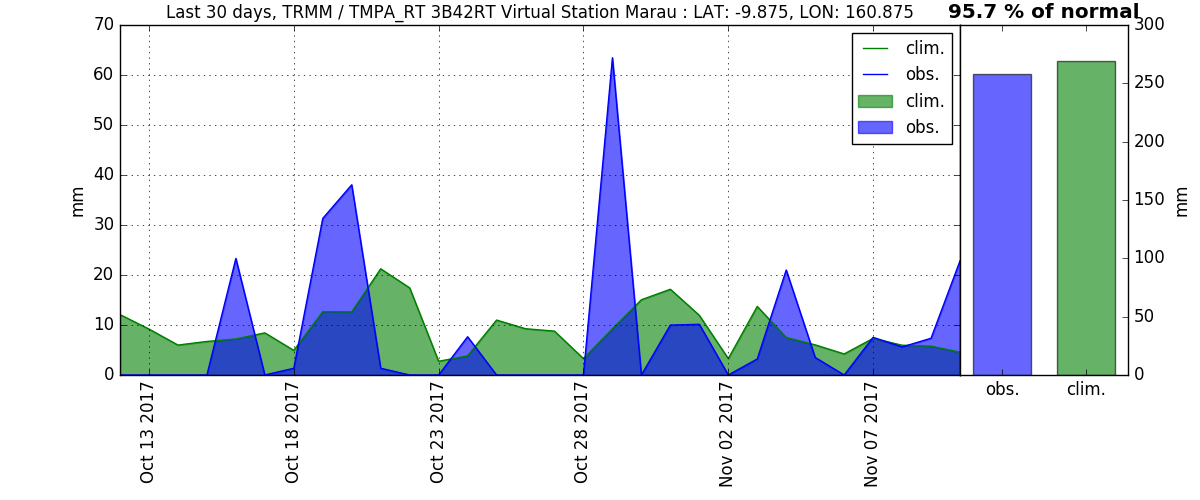 Last 30 days, TRMM / TMPA_RT 3B42RT Virtual Station Marau : LAT: -9.875, LON: 160.875
95.7 % of normal
70
60
50
40
30
20
10
0
mm
clim.
obs.
clim.
obs.
300
250
200
150
100
50
0
mm
Oct 13 2017
Oct 18 2017
Oct 23 2017
Oct 28 2017
Nov 02 2017
Nov 07 2017
obs.
clim.